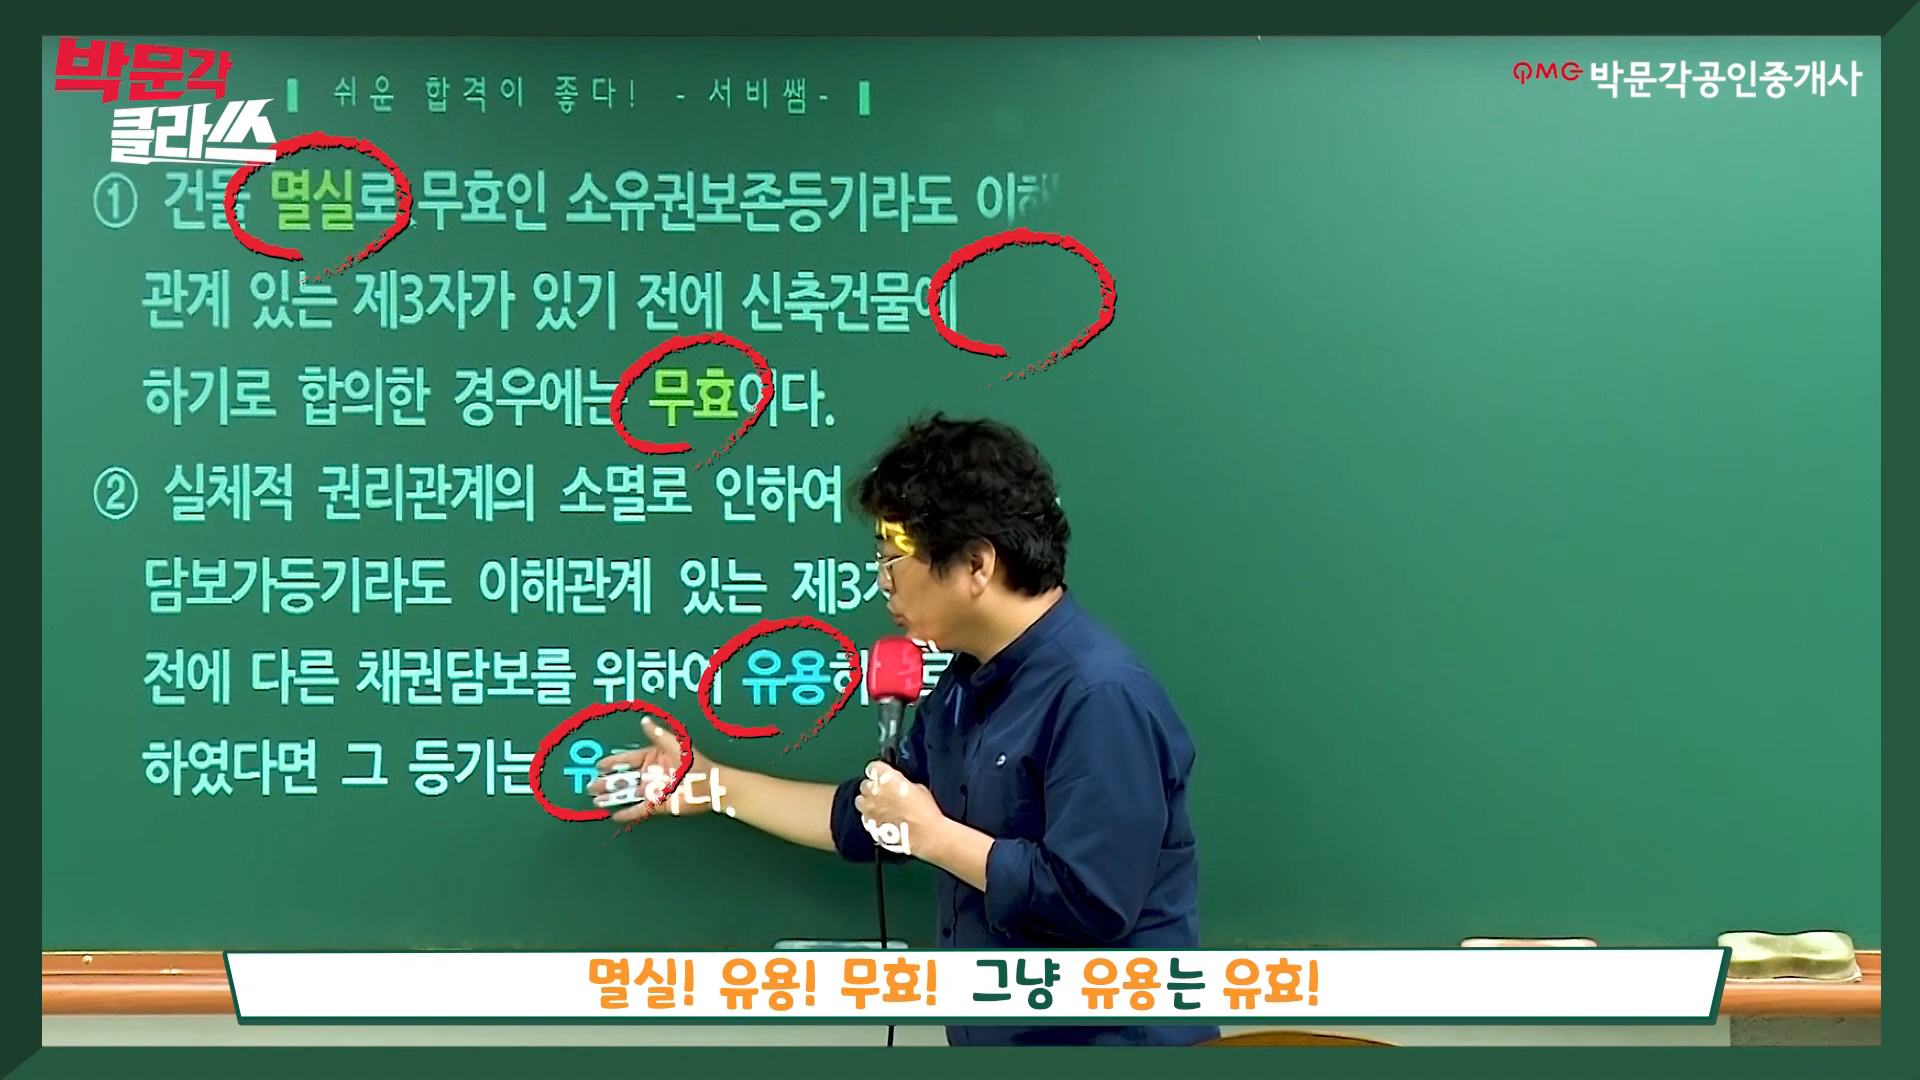 박문각
클라쓰
쉬운 합격이 좋다! - 서비쌤-
PMG 박문각공인중개사
① 건물 멸실로 무효인 소유권보존등기라도
관계 있는 제3자가 있기 전에 신축건물에
하기로 합의한 경우에는 무효이다.
② 실체적 권리관계의 소멸로 인하여
담보가등기라도 이해관계 있는
전에 다른 채권담보를 위하여 유용하
하였다면 그 등기는 유효하다.
멸실! 유용! 무효! 그냥 유용는 유효!